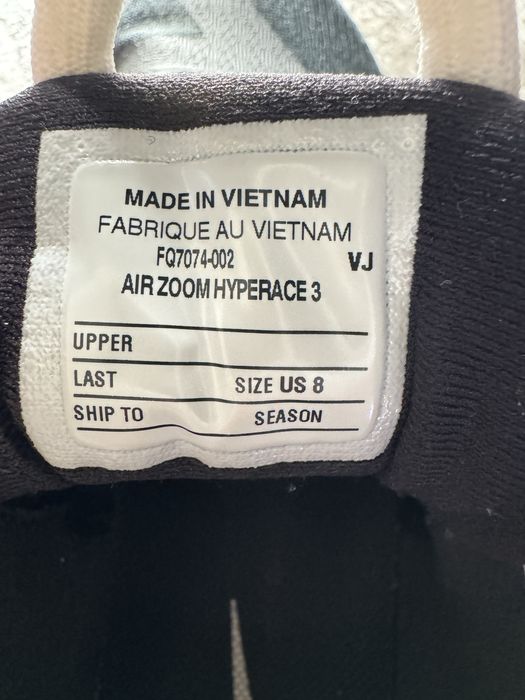 MADE IN VIETNAM
FABRIQUE AU VIETNAM
FQ7074-002 VJ
AIR ZOOM HYPERACE 3
UPPER
LAST SIZE US 8
SHIP TO SEASON